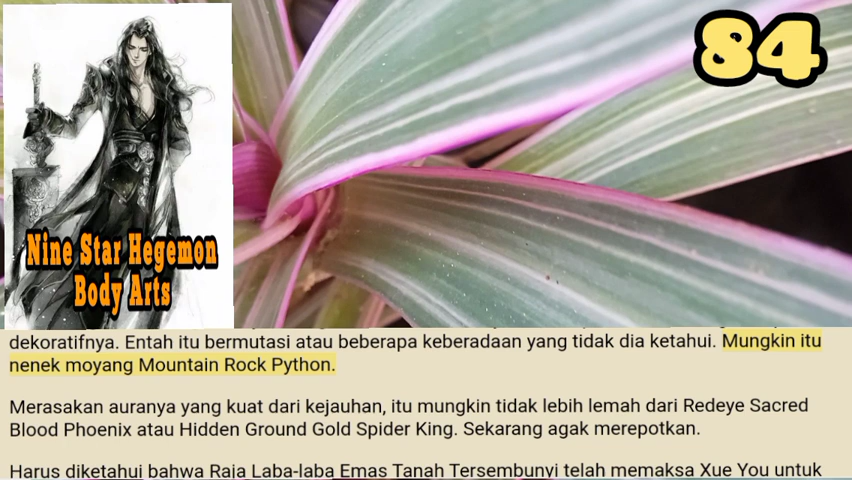 84
Nine Star Hegemon
Body Arts
dekoratifnya. Entah itu bermutasi atau beberapa keberadaan yang tidak dia ketahui. Mungkin itu
nenek moyang Mountain Rock Python.
Merasakan auranya yang kuat dari kejauhan, itu mungkin tidak lebih lemah dari Redeye Sacred
Blood Phoenix atau Hidden Ground Gold Spider King. Sekarang agak merepotkan.
Harus diketahui bahwa Raja Laba-laba Emas Tanah Tersembunyi telah memaksa Xue You untuk